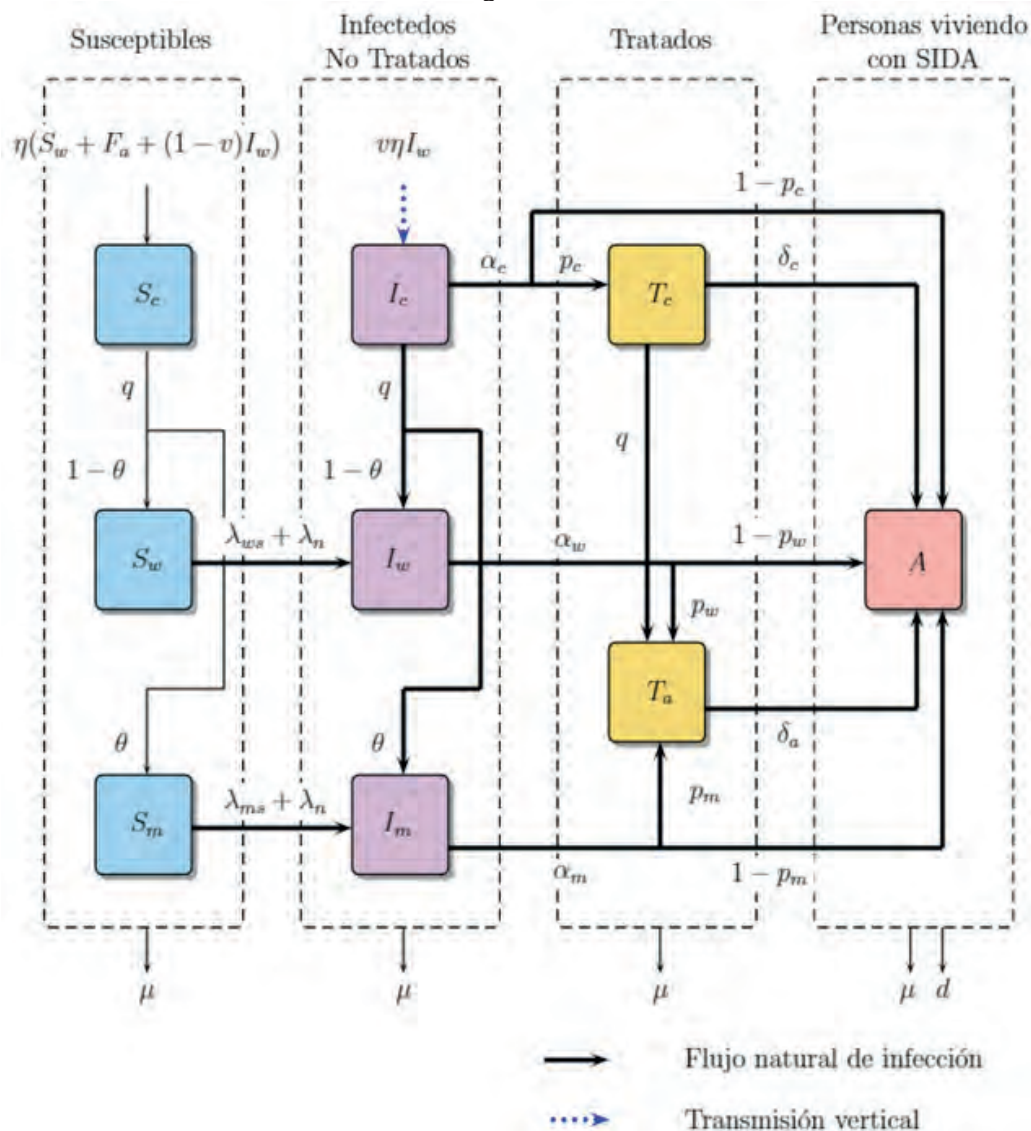 Susceptibles
Infectedos
No Tratados
Tratados
Personas viviendo
con SIDA
η(S_w + F_a + (1 − v)I_w)
vηI_w
1 − p_c
S_c
I_c
α_c
p_c
T_c
δ_c
q
q
q
1 − θ
1 − θ
S_w
λ_ws + λ_n
I_w
α_w
1 − p_w
A
p_w
T_a
δ_a
θ
θ
p_m
S_m
λ_ms + λ_n
I_m
α_m
1 − p_m
μ
μ
μ
μ
d
Flujo natural de infección
Transmisión vertical